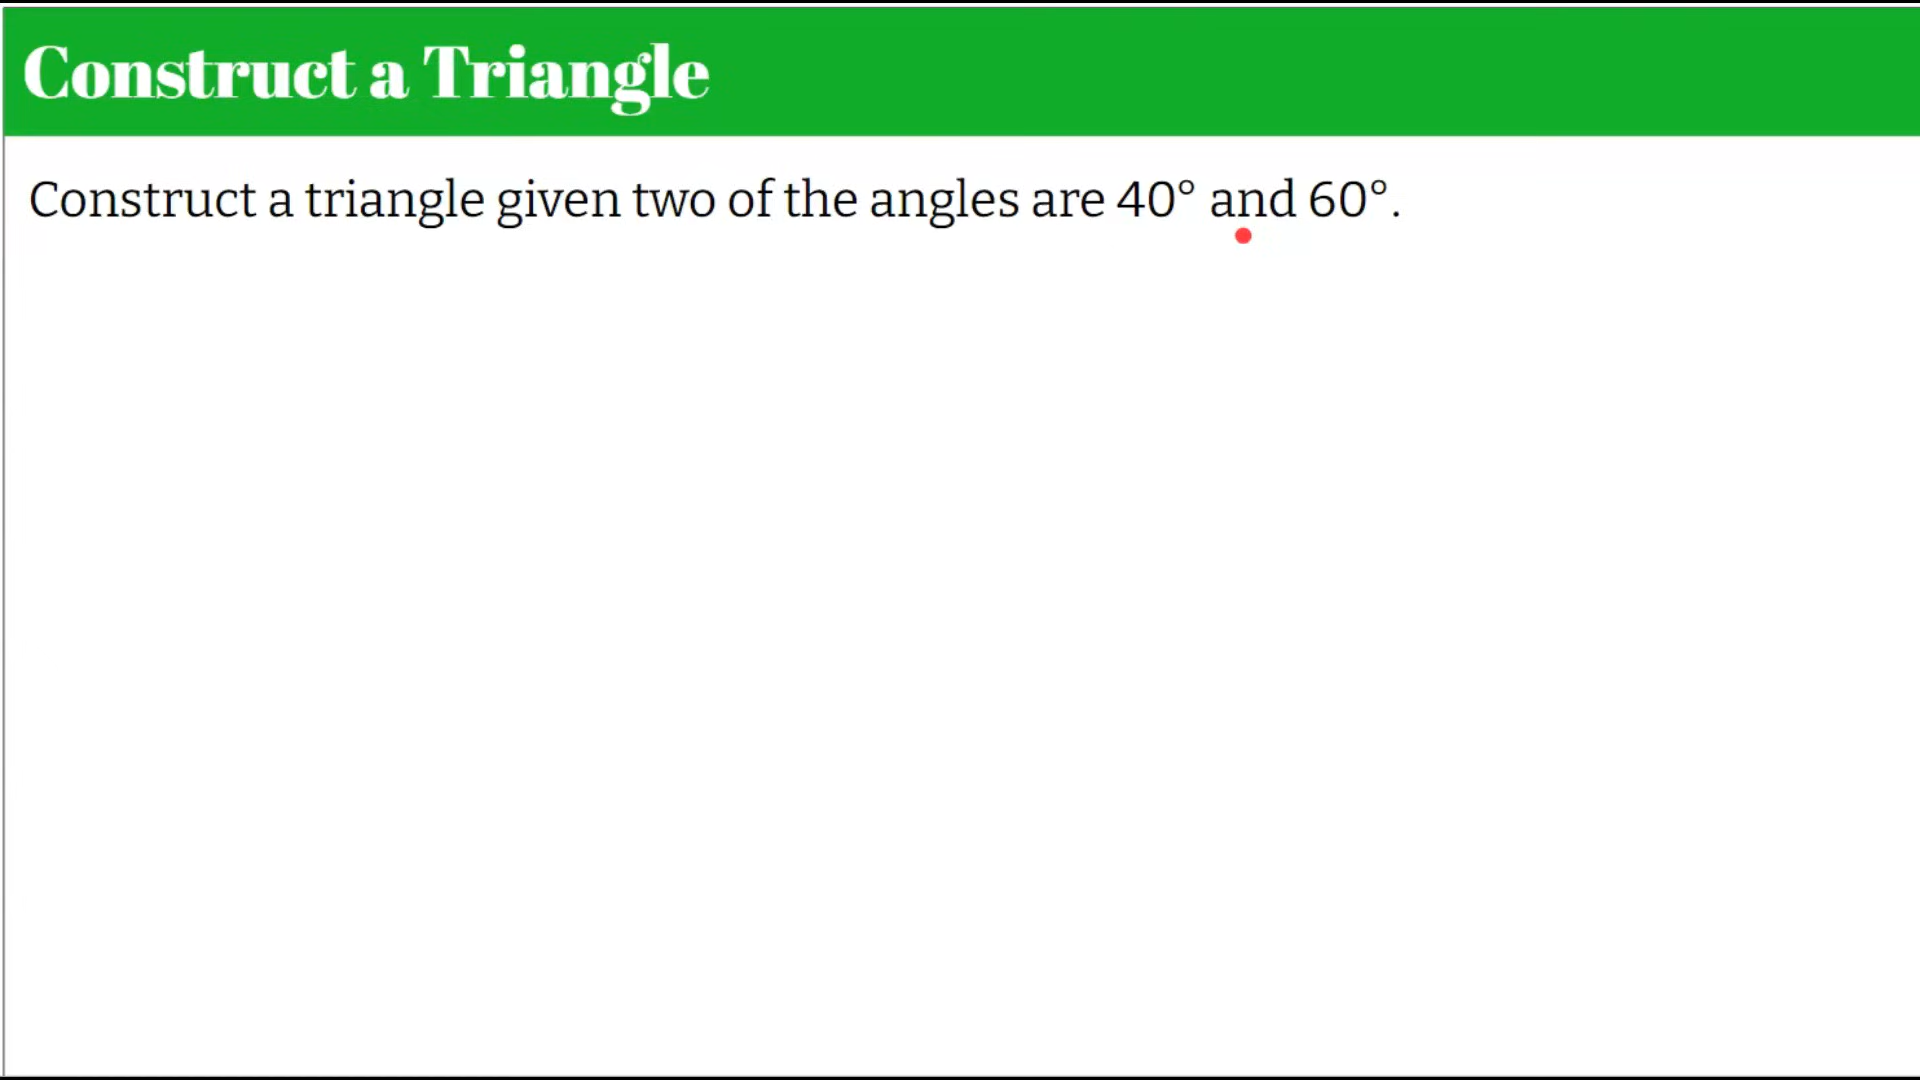 Construct a Triangle
Construct a triangle given two of the angles are 40° and 60°.